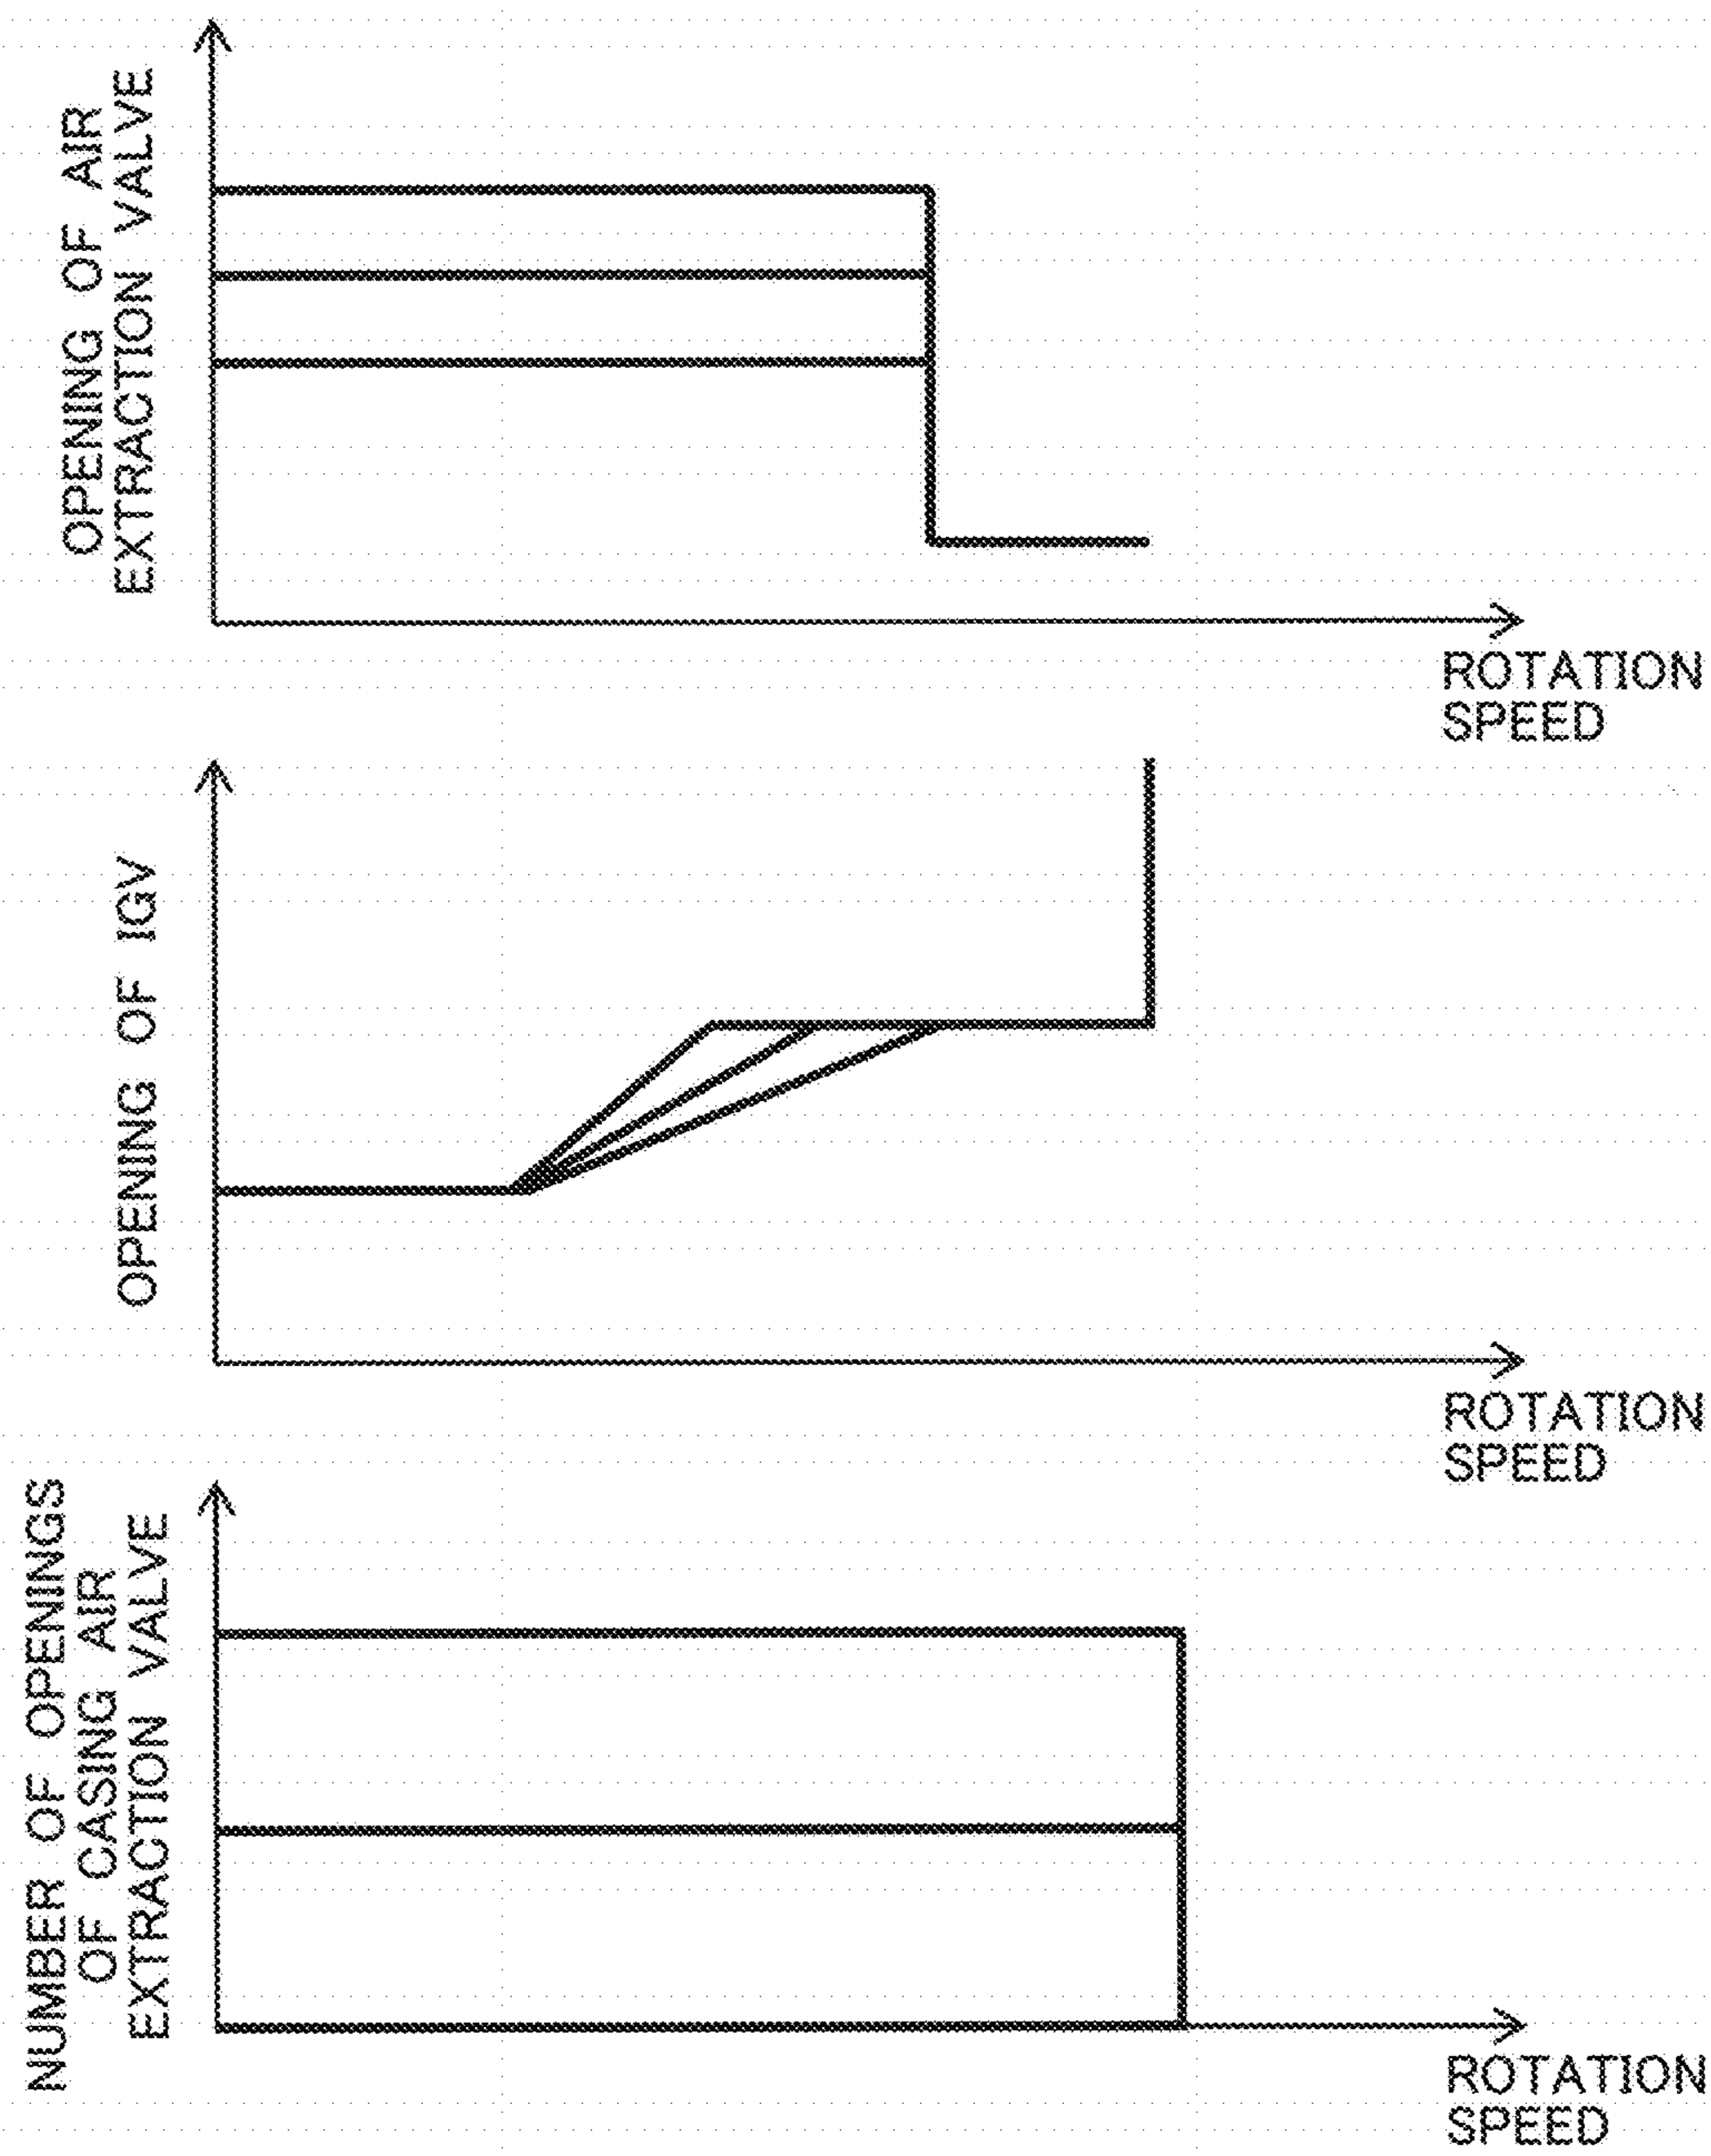 OPENING OF AIR
EXTRACTION VALVE
ROTATION
SPEED
OPENING OF IGV
ROTATION
SPEED
NUMBER OF OPENINGS
OF CASING AIR
EXTRACTION VALVE
ROTATION
SPEED